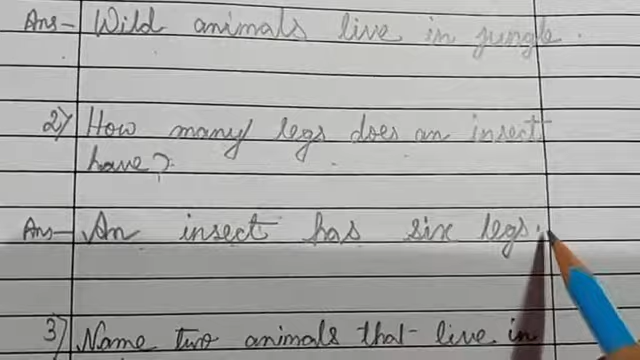 Ans- Wild animals live in jungle.
2) How many legs does an insect
have?
Ans- An insect has six legs.
3) Name two animals that live in